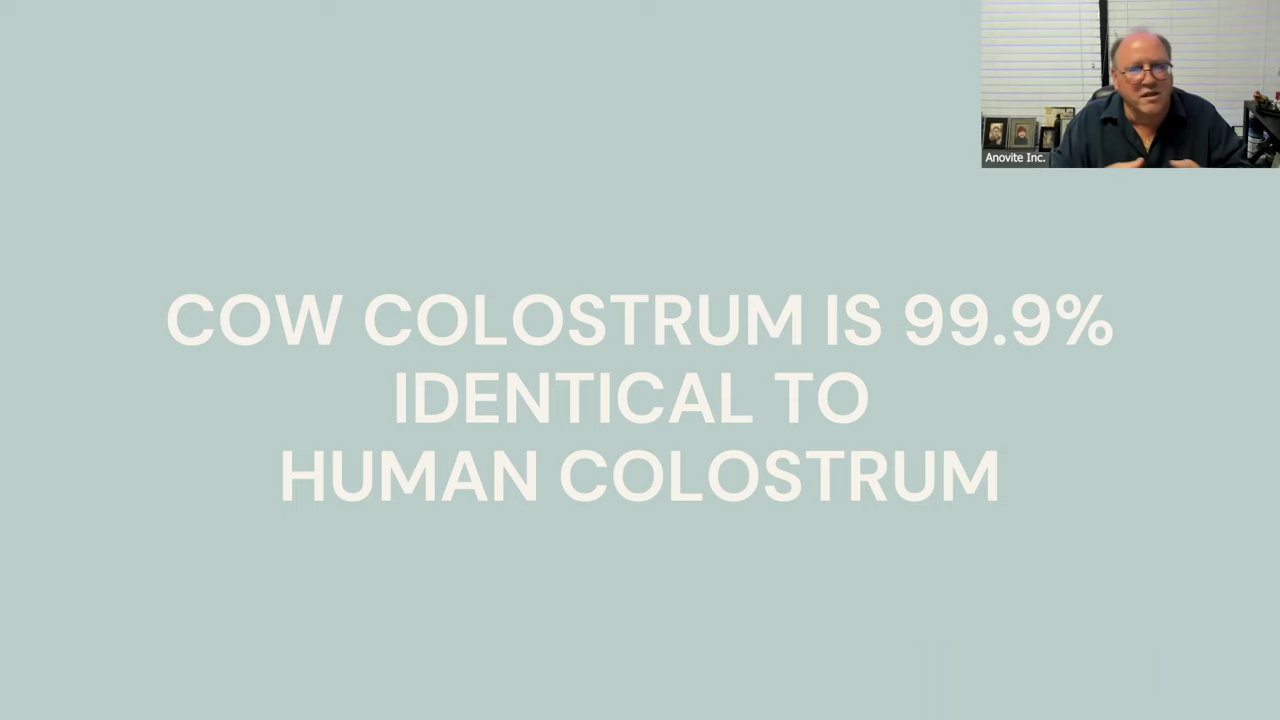 Anovite Inc.
COW COLOSTRUM IS 99.9%
IDENTICAL TO
HUMAN COLOSTRUM